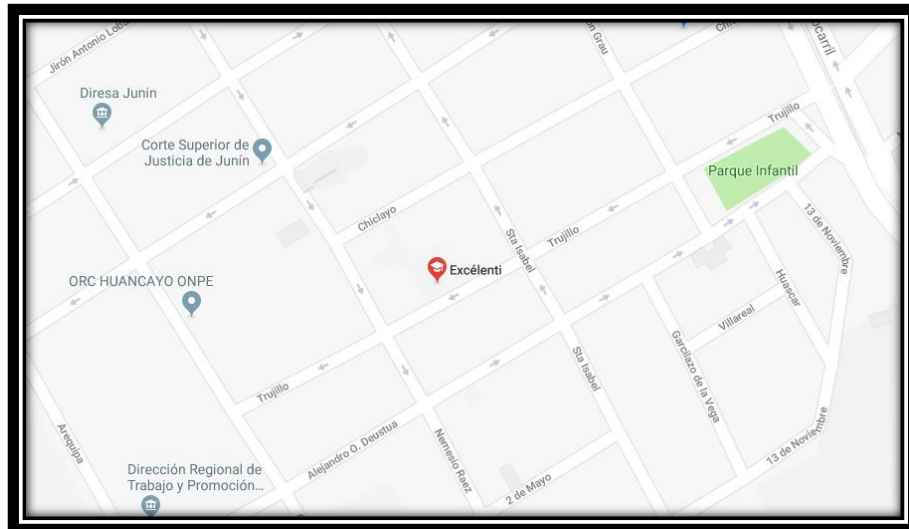 Jirón Antonio Lobato
Diresa Junin
Corte Superior de
Justicia de Junín
Trujillo
Parque Infantil
Chiclayo
Sta Isabel
Trujillo
13 de Noviembre
Excélenti
ORC HUANCAYO ONPE
Huascar
Villareal
Garcilazo de la Vega
Sta Isabel
Trujillo
Arequipa
Alejandro O. Deustua
Nemesio Raez
13 de Noviembre
Dirección Regional de
Trabajo y Promoción...
2 de Mayo